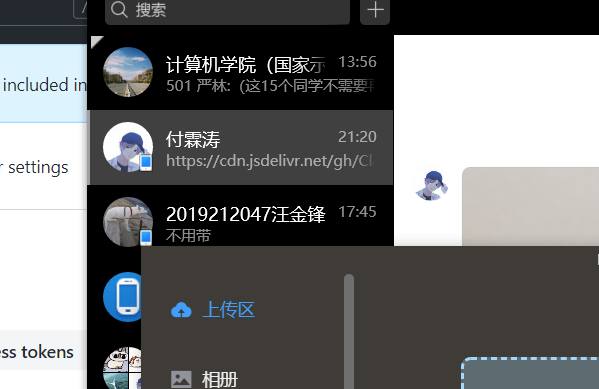 搜索
included in
计算机学院（国家示 13:56
501 严林:（这15个同学不需要
付霖涛 21:20
https://cdn.jsdelivr.net/gh/Cl
r settings
2019212047汪金锋 17:45
不用带
上传区
ess tokens
相册